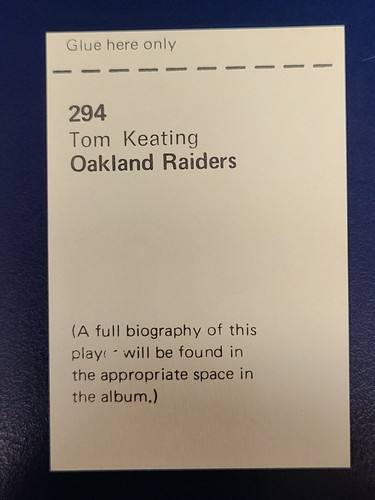 Glue here only
294
Tom Keating
Oakland Raiders
(A full biography of this
player will be found in
the appropriate space in
the album.)